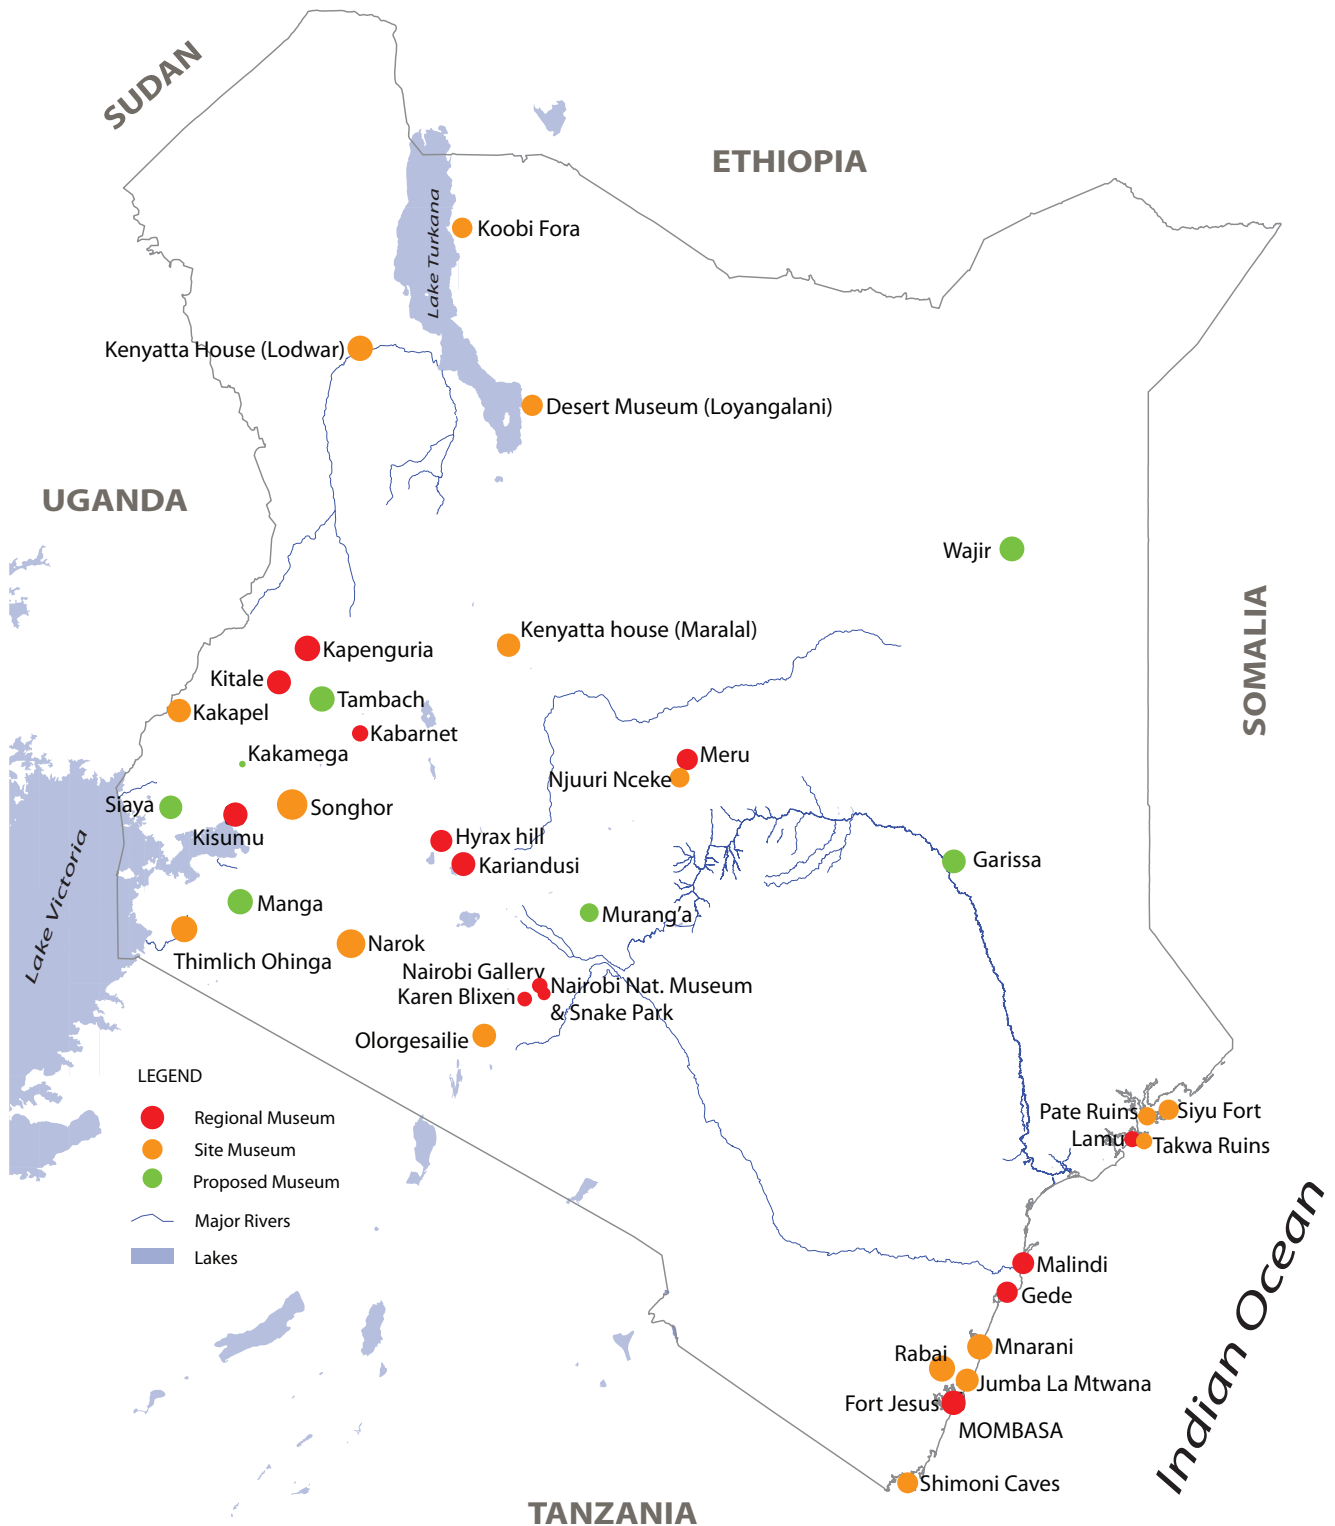 SUDAN
ETHIOPIA
Lake Turkana
Koobi Fora
Kenyatta House (Lodwar)
Desert Museum (Loyangalani)
UGANDA
Wajir
SOMALIA
Kenyatta house (Maralal)
Kapenguria
Kitale
Tambach
Kakapel
Kabarnet
Kakamega
Meru
Njuuri Nceke
Siaya
Songhor
Kisumu
Hyrax hill
Kariandusi
Garissa
Lake Victoria
Manga
Murang'a
Thimlich Ohinga
Narok
Nairobi Gallery
Karen Blixen
Nairobi Nat. Museum
& Snake Park
Olorgesailie
LEGEND
Regional Museum
Site Museum
Proposed Museum
Major Rivers
Lakes
Pate Ruins
Siyu Fort
Lamu
Takwa Ruins
Malindi
Gede
Mnarani
Rabai
Jumba La Mtwana
Fort Jesus
MOMBASA
Shimoni Caves
Indian Ocean
TANZANIA